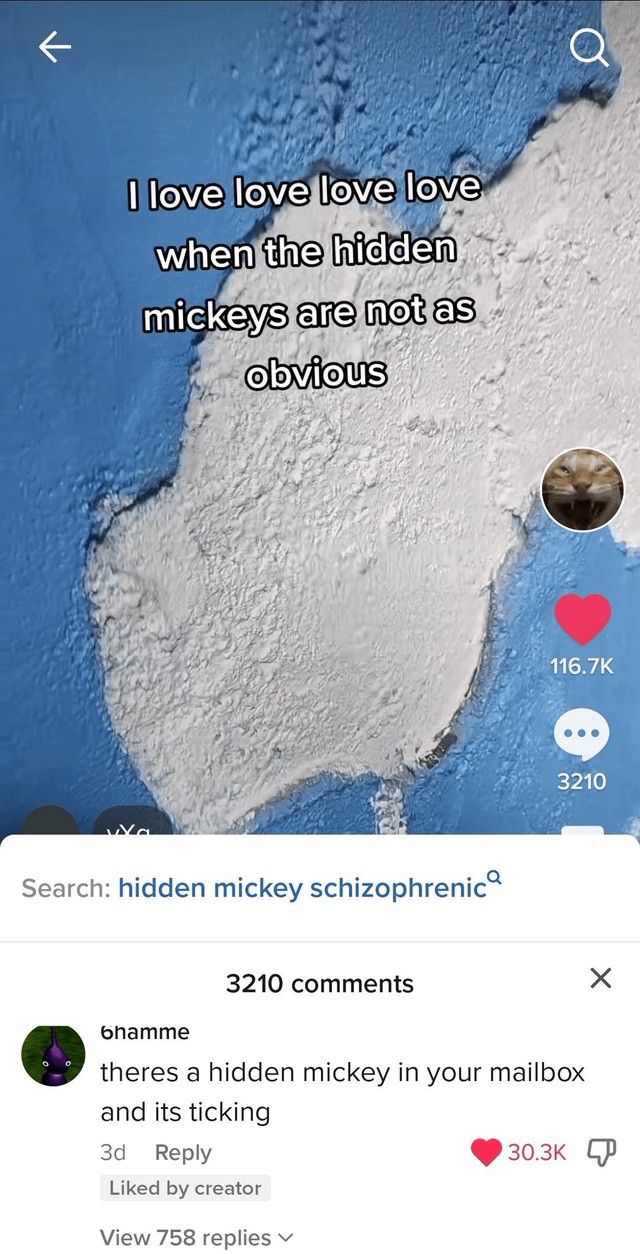 I love love love love
when the hidden
mickeys are not as
obvious
116.7K
3210
Search: hidden mickey schizophrenic
3210 comments
6hamme
theres a hidden mickey in your mailbox
and its ticking
3d Reply
30.3K
Liked by creator
View 758 replies